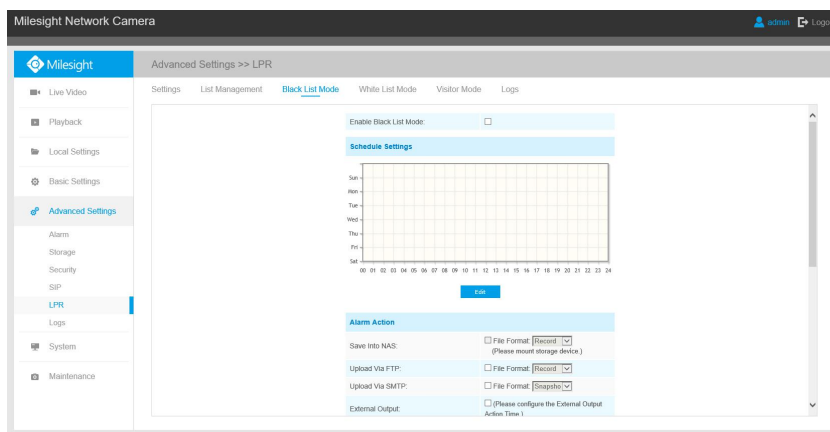 Milesight Network Camera
admin
Logo
Milesight
Advanced Settings >> LPR
Live Video
Playback
Local Settings
Basic Settings
Advanced Settings
Alarm
Storage
Security
SIP
LPR
Logs
System
Maintenance
Settings List Management Black List Mode White List Mode Visitor Mode Logs
Enable Black List Mode:
Schedule Settings
Sun
Mon
Tue
Wed
Thu
Fri
Sat
00 01 02 03 04 05 06 07 08 09 10 11 12 13 14 15 16 17 18 19 20 21 22 23 24
Edit
Alarm Action
Save Into NAS: File Format: Record
(Please mount storage device.)
Upload Via FTP: File Format: Record
Upload Via SMTP: File Format: Snapsho
External Output: (Please configure the External Output
Action Time.)